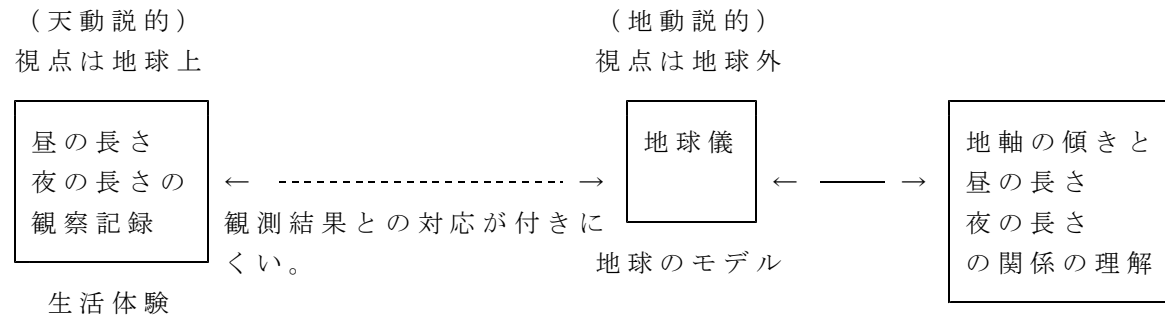 （天動説的）
視点は地球上
昼の長さ
夜の長さの
観察記録
生活体験
← →
観測結果との対応が付きに
くい。
（地動説的）
視点は地球外
地球儀
地球のモデル
← →
地軸の傾きと
昼の長さ
夜の長さ
の関係の理解